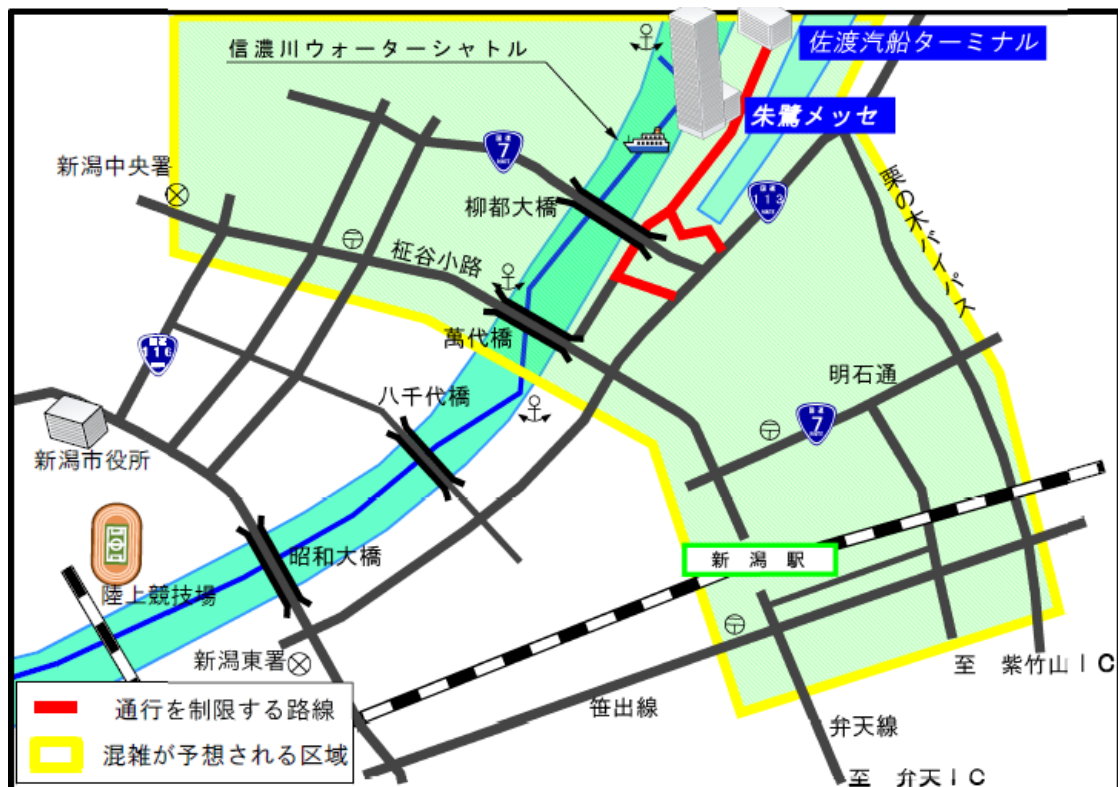 佐渡汽船ターミナル
信濃川ウォーターシャトル
朱鷺メッセ
国道
7
新潟中央署
国道
113
柳都大橋
栗の木バイパス
柾谷小路
萬代橋
116
明石通
八千代橋
国道
7
新潟市役所
新潟駅
昭和大橋
陸上競技場
新潟東署
至 紫竹山IC
笹出線
弁天線
至 弁天IC
通行を制限する路線
混雑が予想される区域